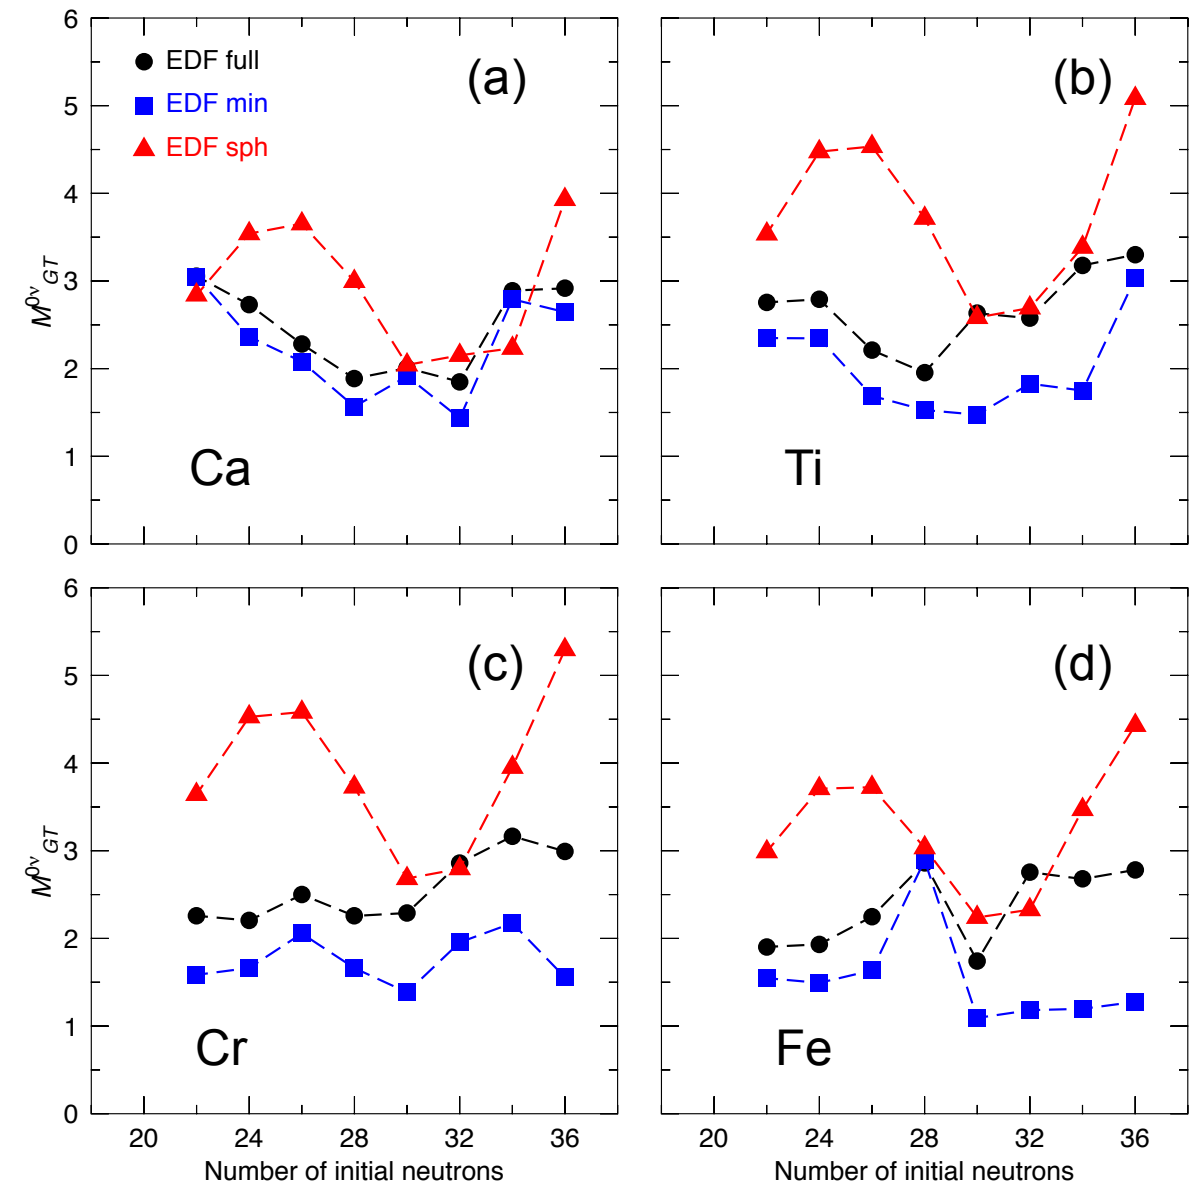 6
5
4
3
2
1
0
M⁰ᵛ_GT
EDF full
EDF min
EDF sph
(a)
Ca
(b)
Ti
6
5
4
3
2
1
0
M⁰ᵛ_GT
(c)
Cr
(d)
Fe
20 24 28 32 36
20 24 28 32 36
Number of initial neutrons
Number of initial neutrons